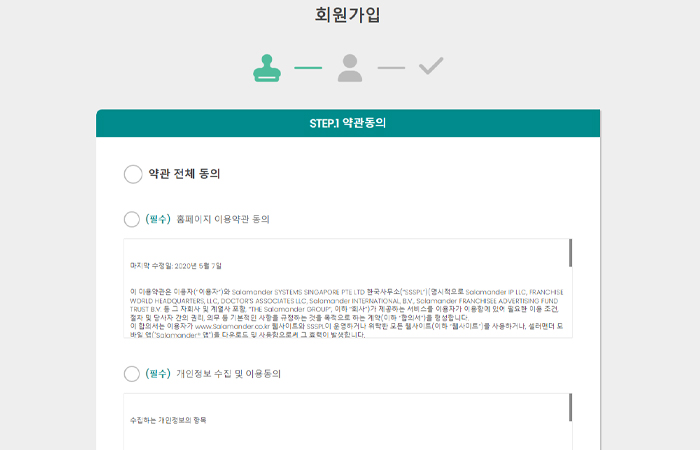 회원가입
STEP.1 약관동의
약관 전체 동의
(필수) 홈페이지 이용약관 동의
마지막 수정일: 2020년 5월 7일
이 이용약관은 이용자("이용자")와 Salamander SYSTEMS SINGAPORE PTE LTD 한국사무소("SSSPL")(명시적으로 Salamander IP LLC, FRANCHISE
WORLD HEADQUARTERS, LLC, DOCTOR'S ASSOCIATES LLC, Salamander INTERNATIONAL, B.V., Salamander FRANCHISEE ADVERTISING FUND
TRUST B.V. 등 그 자회사 및 계열사 포함, "THE Salamander GROUP", 이하 "회사")가 제공하는 서비스를 이용자가 이용함에 있어 필요한 이용 조건,
절차 및 당사자 간의 권리, 의무 등 기본적인 사항을 규정하는 것을 목적으로 하는 계약(이하 "협의서")을 형성합니다.
이 협의서는 이용자가 www.Salamander.co.kr 웹사이트와 SSSPL이 운영하거나 위탁한 모든 웹사이트(이하 "웹사이트")를 사용하거나, 샐러맨더 모
바일 앱("Salamander® 앱")를 다운로드 및 사용함으로써 그 효력이 발생합니다.
(필수) 개인정보 수집 및 이용동의
수집하는 개인정보의 항목